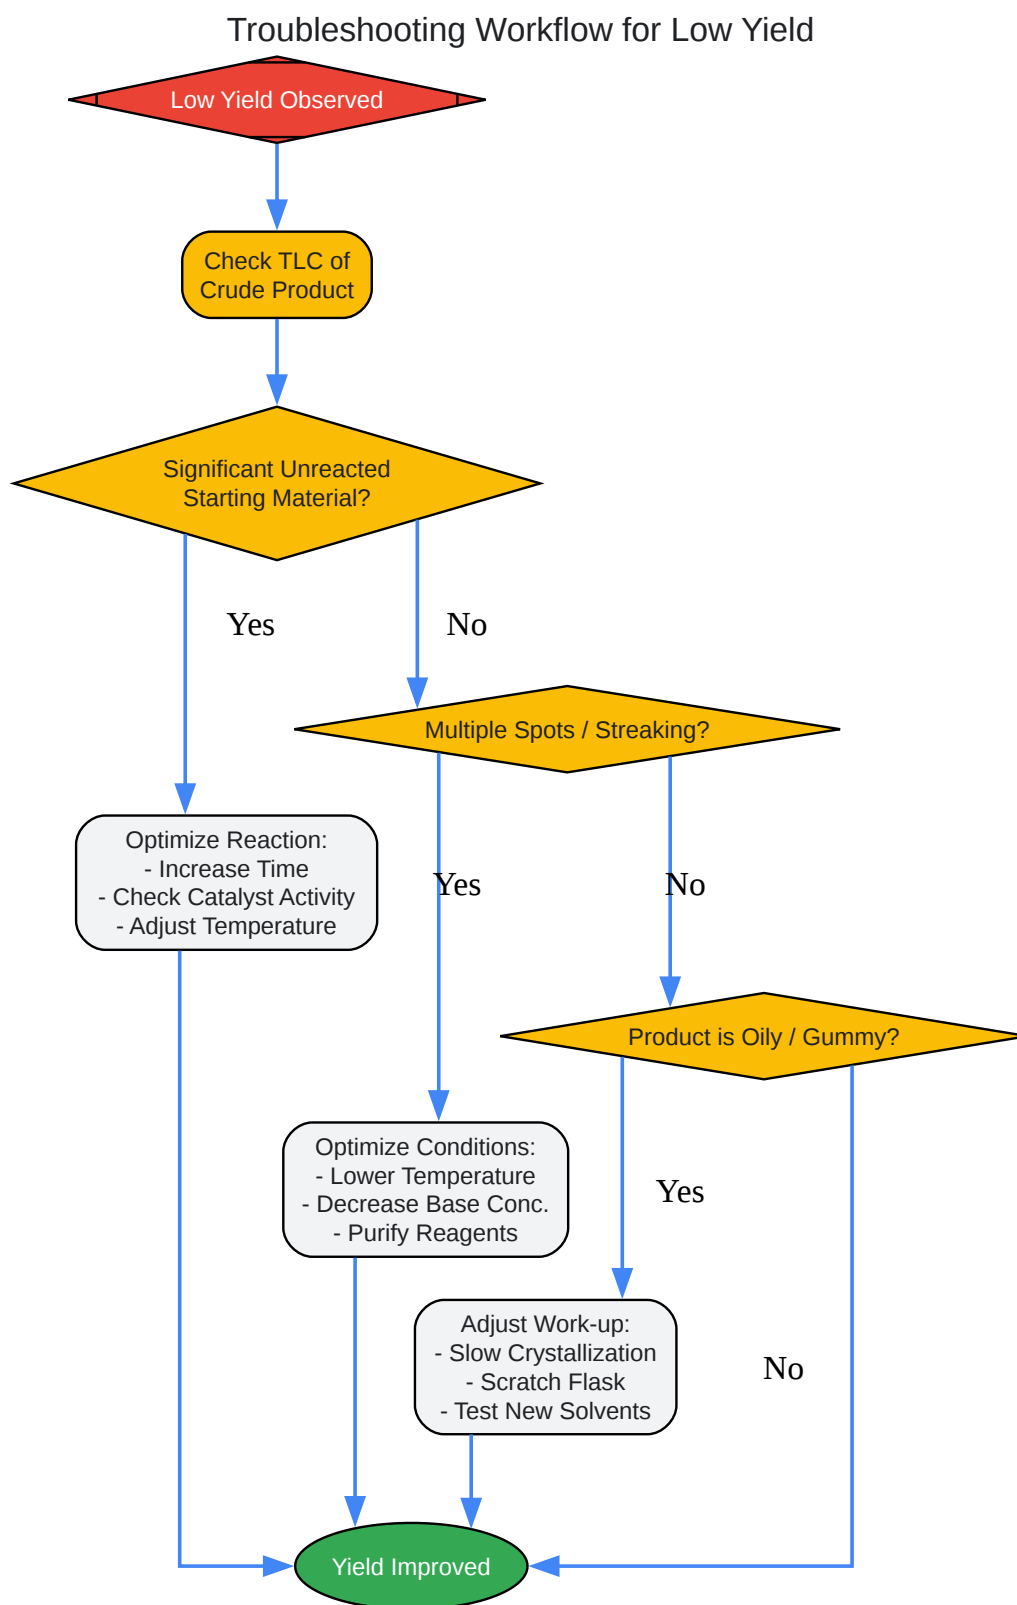 Troubleshooting Workflow for Low Yield
Low Yield Observed
Check TLC of
Crude Product
Significant Unreacted
Starting Material?
Yes
No
Multiple Spots / Streaking?
Optimize Reaction:
- Increase Time
- Check Catalyst Activity
- Adjust Temperature
Yes
No
Product is Oily / Gummy?
Optimize Conditions:
- Lower Temperature
- Decrease Base Conc.
- Purify Reagents
Yes
Adjust Work-up:
- Slow Crystallization
- Scratch Flask
- Test New Solvents
No
Yield Improved